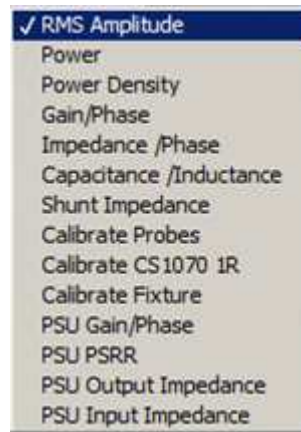 ✓ RMS Amplitude
Power
Power Density
Gain/Phase
Impedance /Phase
Capacitance /Inductance
Shunt Impedance
Calibrate Probes
Calibrate CS1070 1R
Calibrate Fixture
PSU Gain/Phase
PSU PSRR
PSU Output Impedance
PSU Input Impedance